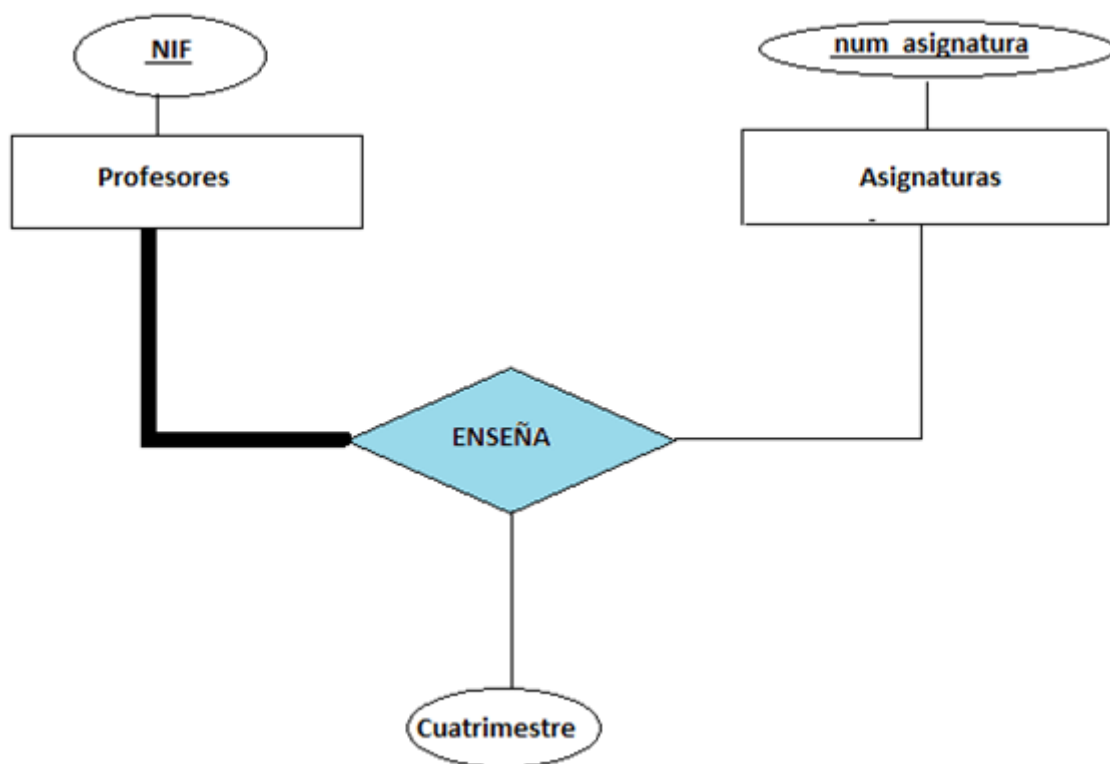 NIF
num_asignatura
Profesores
Asignaturas
ENSEÑA
Cuatrimestre